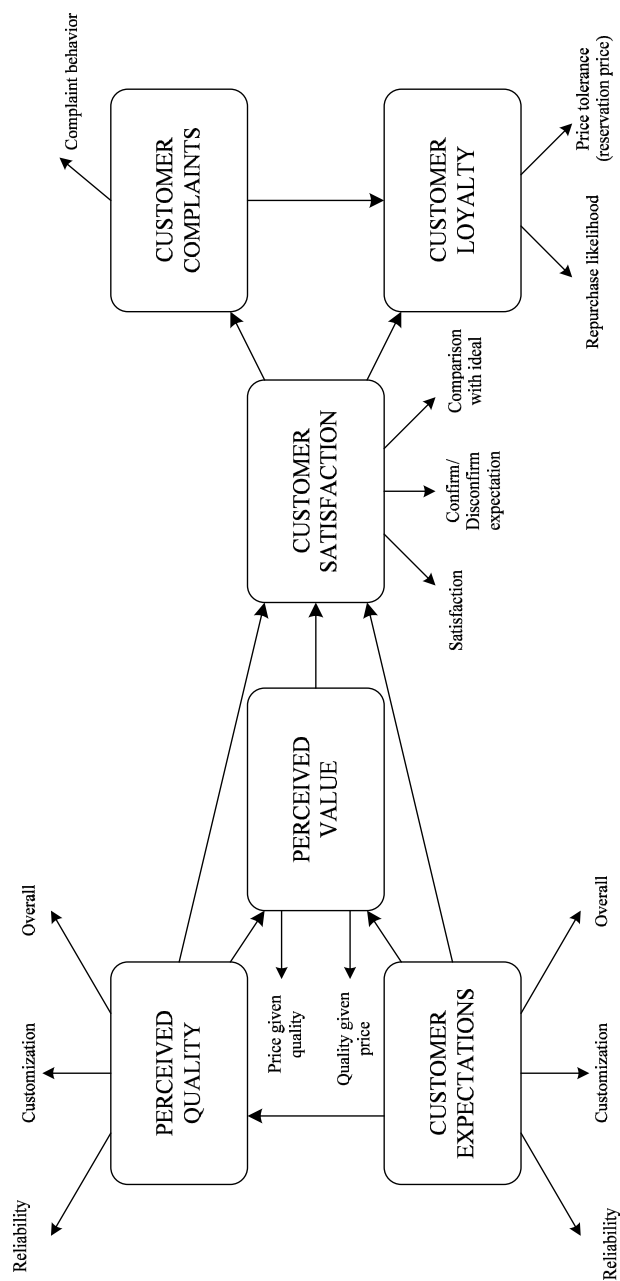 Reliability
Customization
Overall
PERCEIVED
QUALITY
Price given
quality
Quality given
price
PERCEIVED
VALUE
CUSTOMER
EXPECTATIONS
Reliability
Customization
Overall
CUSTOMER
SATISFACTION
Satisfaction
Confirm/
Disconfirm
expectation
Comparison
with ideal
Complaint behavior
CUSTOMER
COMPLAINTS
CUSTOMER
LOYALTY
Repurchase likelihood
Price tolerance
(reservation price)